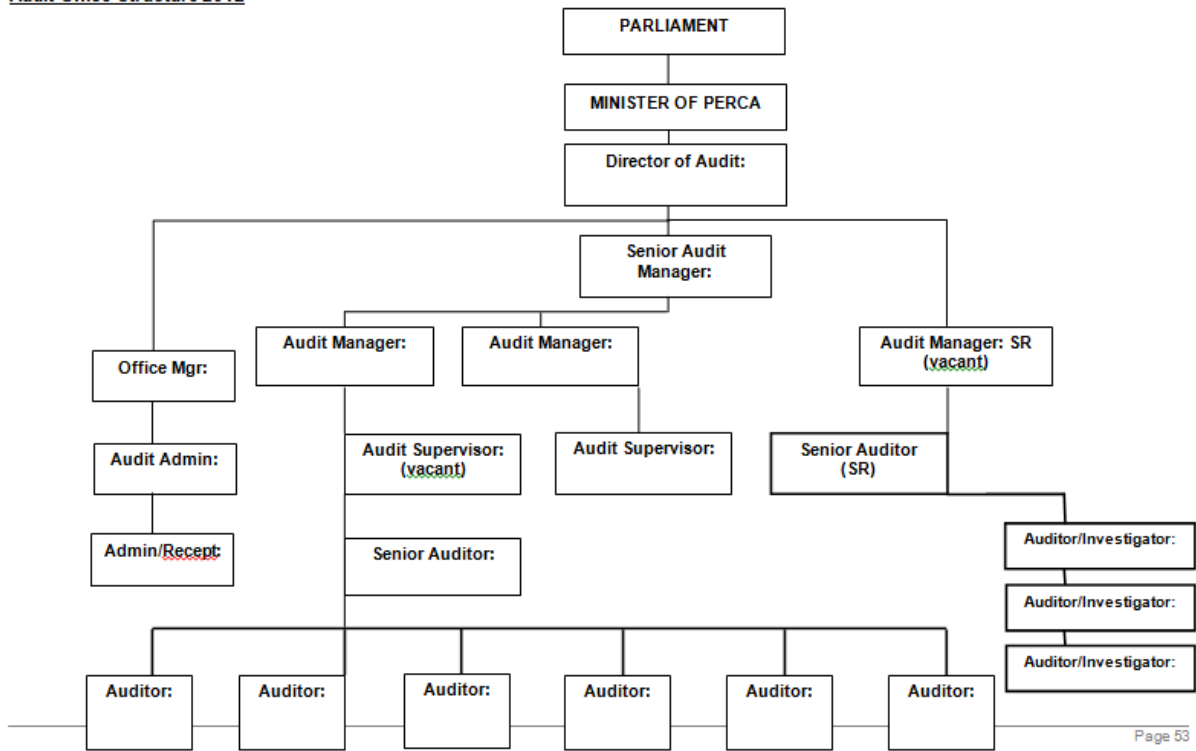 Audit Office Structure 2012
PARLIAMENT
MINISTER OF PERCA
Director of Audit:
Senior Audit
Manager:
Audit Manager:
Audit Manager:
Audit Manager: SR
(vacant)
Office Mgr:
Audit Supervisor:
(vacant)
Audit Supervisor:
Senior Auditor
(SR)
Audit Admin:
Senior Auditor:
Admin/Recept:
Auditor/Investigator:
Auditor/Investigator:
Auditor/Investigator:
Auditor:
Auditor:
Auditor:
Auditor:
Auditor:
Auditor:
Page 53